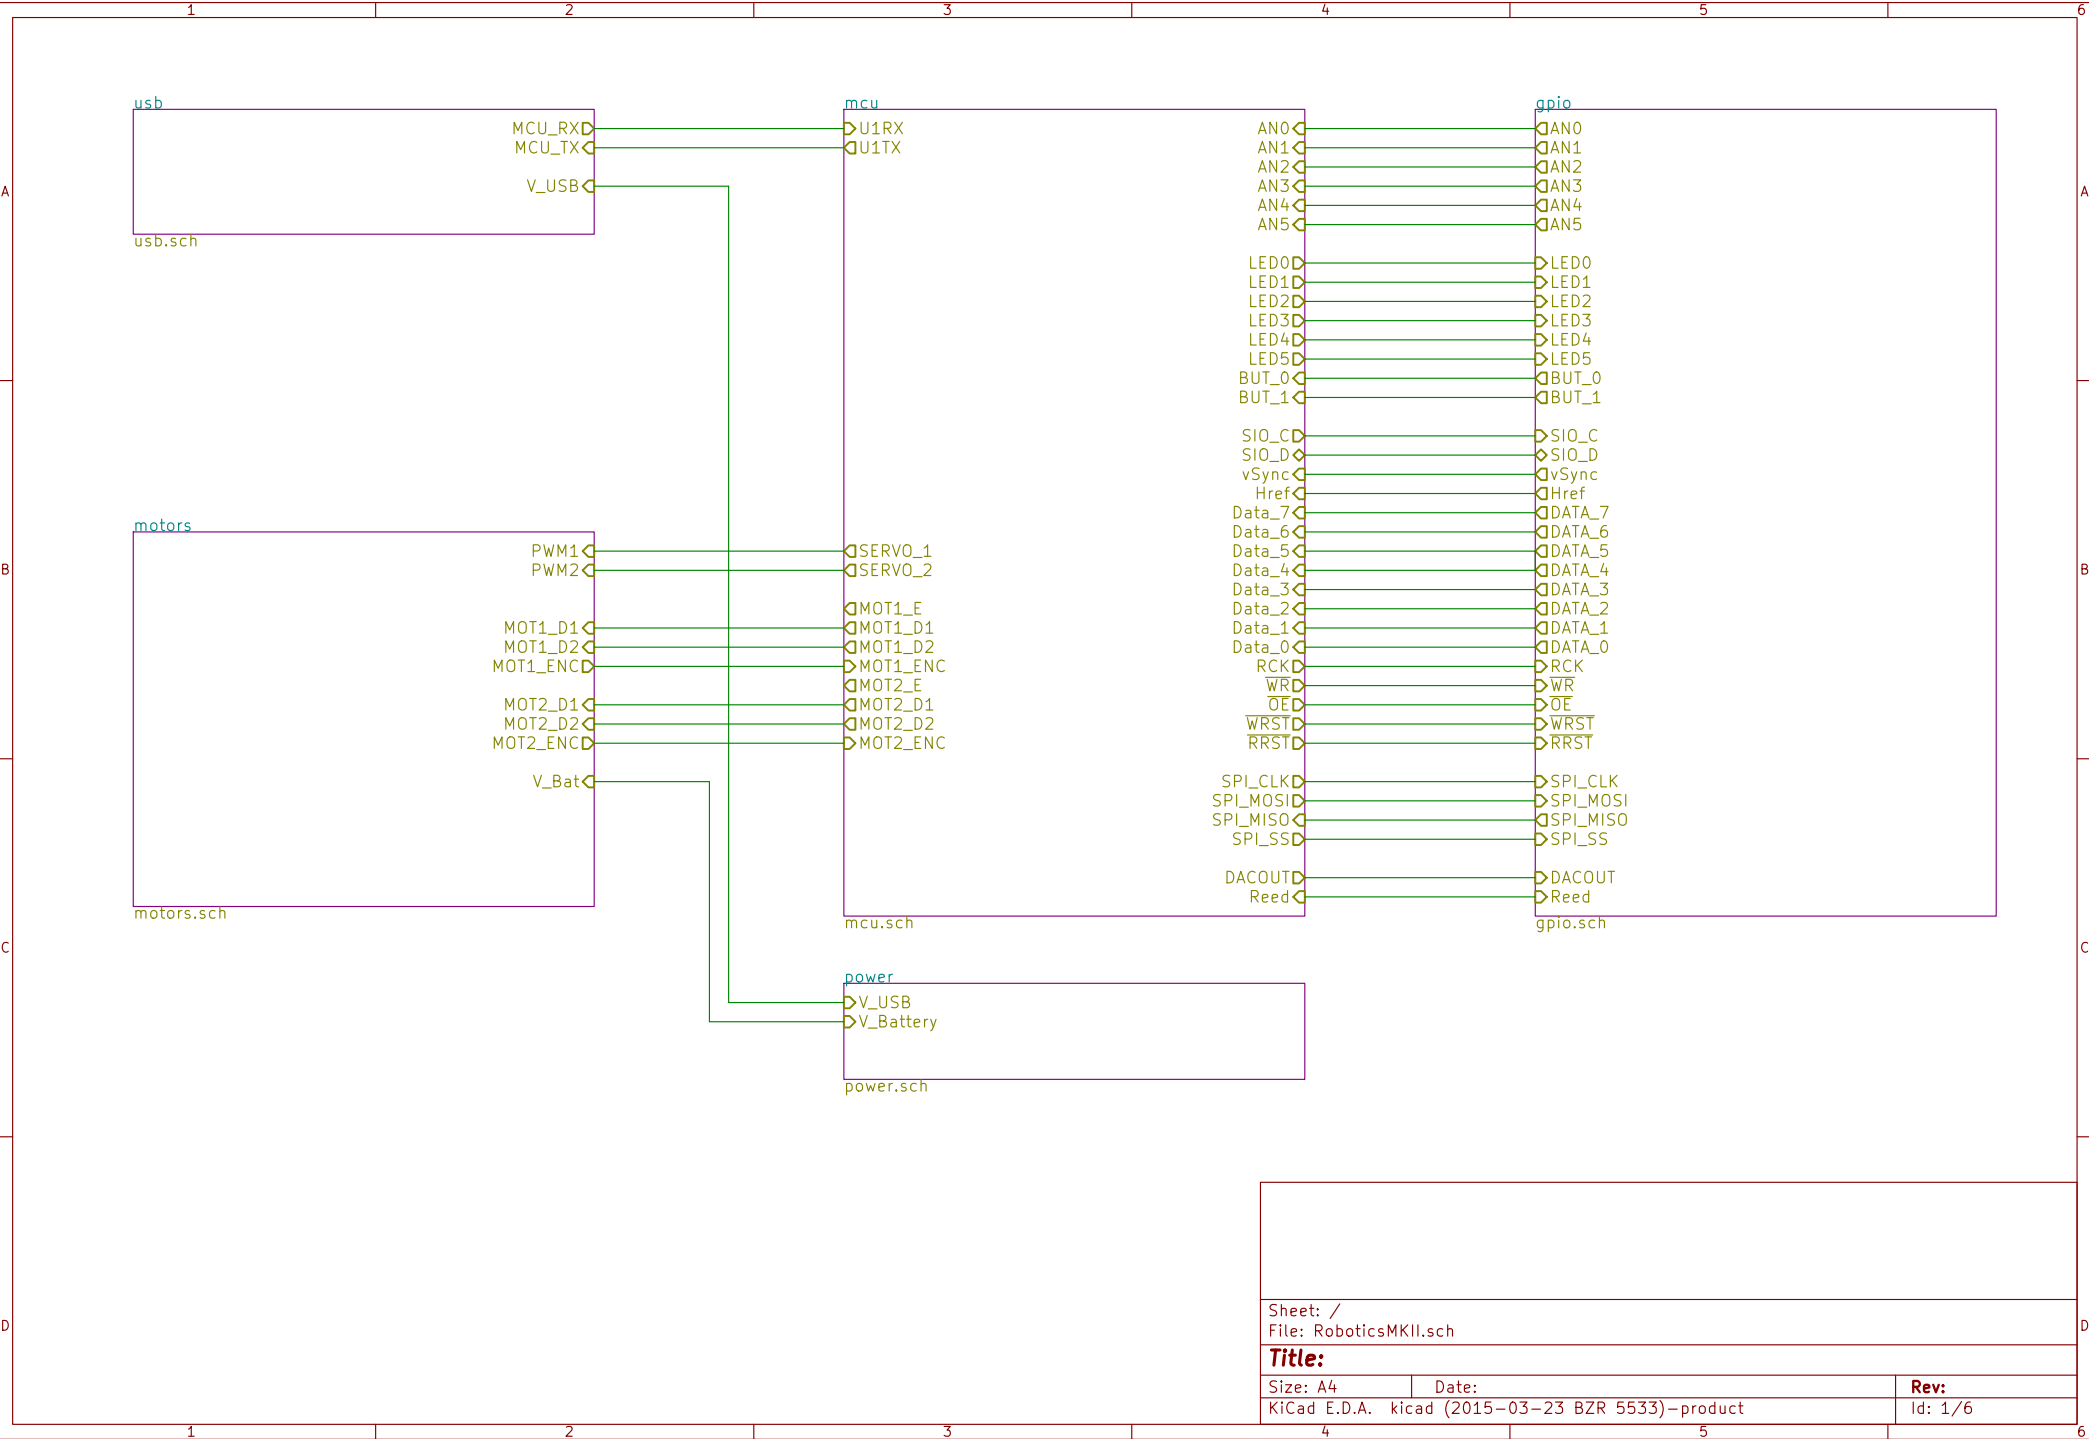 1 2 3 4 5 6
A A
B B
C C
D D
usb
MCU_RX
MCU_TX
V_USB
usb.sch
motors
PWM1
PWM2
MOT1_D1
MOT1_D2
MOT1_ENC
MOT2_D1
MOT2_D2
MOT2_ENC
V_Bat
motors.sch
mcu
U1RX
U1TX
SERVO_1
SERVO_2
MOT1_E
MOT1_D1
MOT1_D2
MOT1_ENC
MOT2_E
MOT2_D1
MOT2_D2
MOT2_ENC
AN0
AN1
AN2
AN3
AN4
AN5
LED0
LED1
LED2
LED3
LED4
LED5
BUT_0
BUT_1
SIO_C
SIO_D
vSync
Href
Data_7
Data_6
Data_5
Data_4
Data_3
Data_2
Data_1
Data_0
RCK
WR
OE
WRST
RRST
SPI_CLK
SPI_MOSI
SPI_MISO
SPI_SS
DACOUT
Reed
mcu.sch
gpio
AN0
AN1
AN2
AN3
AN4
AN5
LED0
LED1
LED2
LED3
LED4
LED5
BUT_0
BUT_1
SIO_C
SIO_D
vSync
Href
DATA_7
DATA_6
DATA_5
DATA_4
DATA_3
DATA_2
DATA_1
DATA_0
RCK
WR
OE
WRST
RRST
SPI_CLK
SPI_MOSI
SPI_MISO
SPI_SS
DACOUT
Reed
gpio.sch
power
V_USB
V_Battery
power.sch
Sheet: /
File: RoboticsMKII.sch
Title:
Size: A4 Date: Rev:
KiCad E.D.A. kicad (2015-03-23 BZR 5533)-product Id: 1/6
1 2 3 4 5 6